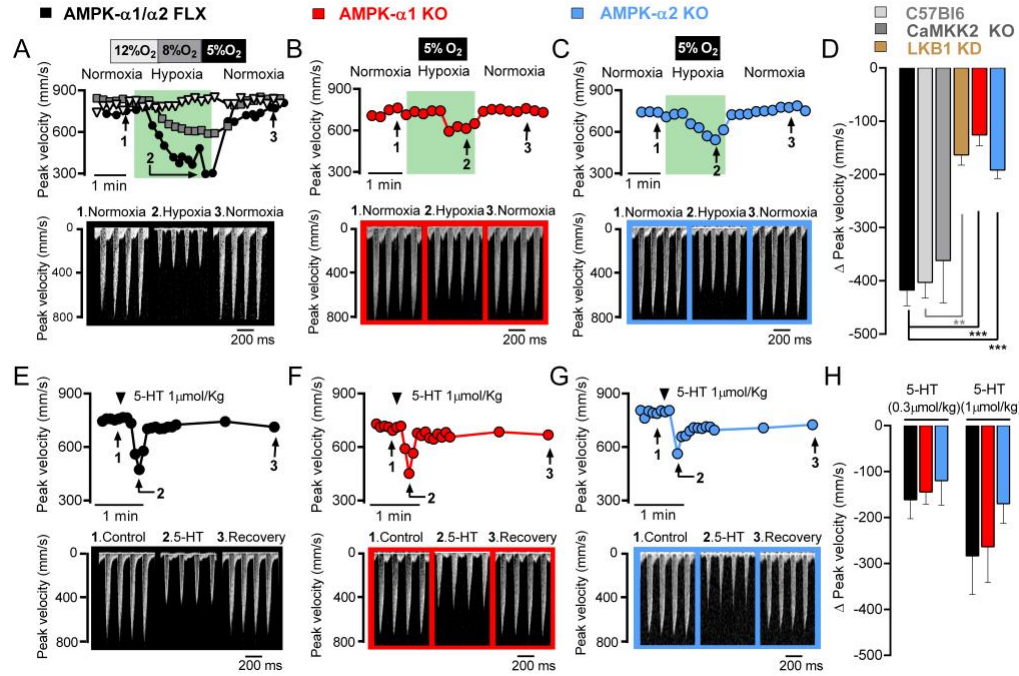 AMPK-α1/α2 FLX
AMPK-α1 KO
AMPK-α2 KO
C57Bl6
CaMKK2 KO
LKB1 KD
A
12%O2 8%O2 5%O2
Normoxia Hypoxia Normoxia
Peak velocity (mm/s)
900
600
300
1
2
3
1 min
1.Normoxia 2.Hypoxia 3.Normoxia
Peak velocity (mm/s)
0
400
800
200 ms
B
5% O2
Normoxia Hypoxia Normoxia
Peak velocity (mm/s)
900
600
300
1
2
3
1 min
1.Normoxia 2.Hypoxia 3.Normoxia
Peak velocity (mm/s)
0
400
800
200 ms
C
5% O2
Normoxia Hypoxia Normoxia
Peak velocity (mm/s)
900
600
300
1
2
3
1 min
1.Normoxia 2.Hypoxia 3.Normoxia
Peak velocity (mm/s)
0
400
800
200 ms
D
Δ Peak velocity (mm/s)
0
-100
-200
-300
-400
-500
**
***
***
E
5-HT 1μmol/Kg
Peak velocity (mm/s)
900
600
300
1
2
3
1 min
1.Control 2.5-HT 3.Recovery
Peak velocity (mm/s)
0
400
800
200 ms
F
5-HT 1μmol/Kg
Peak velocity (mm/s)
900
600
300
1
2
3
1 min
1.Control 2.5-HT 3.Recovery
Peak velocity (mm/s)
0
400
800
200 ms
G
5-HT 1μmol/Kg
Peak velocity (mm/s)
900
600
300
1
2
3
1 min
1.Control 2.5-HT 3.Recovery
Peak velocity (mm/s)
0
400
800
200 ms
H
5-HT 5-HT
(0.3μmol/kg) (1μmol/kg)
Δ Peak velocity (mm/s)
0
-100
-200
-300
-400
-500